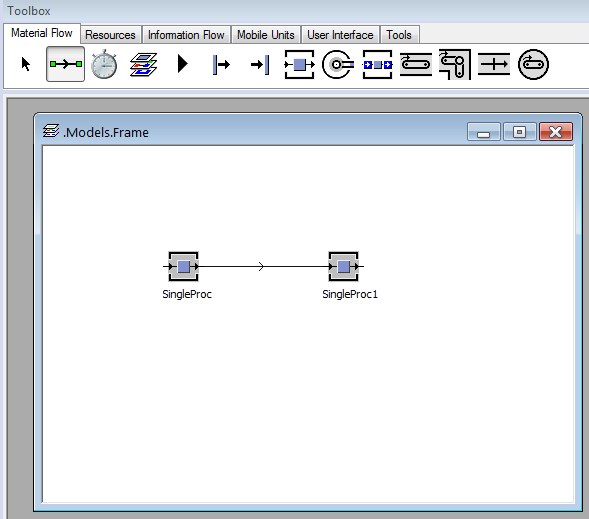 Toolbox
Material Flow Resources Information Flow Mobile Units User Interface Tools
.Models.Frame
SingleProc SingleProc1